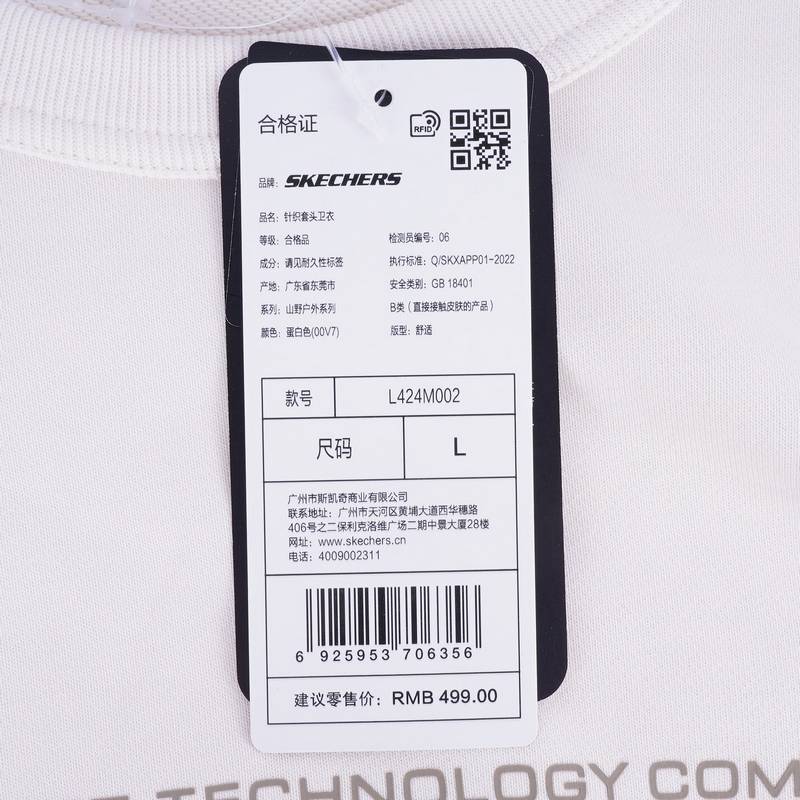 合格证
RFID
品牌: SKECHERS
品名: 针织套头卫衣
等级: 合格品 检测员编号: 06
成分: 请见耐久性标签 执行标准: Q/SKXAPP01-2022
产地: 广东省东莞市 安全类别: GB 18401
系列: 山野户外系列 B类（直接接触皮肤的产品）
颜色: 蛋白色(00V7) 版型: 舒适
款号 L424M002
尺码 L
广州市斯凯奇商业有限公司
联系地址: 广州市天河区黄埔大道西华穗路
406号之二保利克洛维广场二期中景大厦28楼
网址: www.skechers.cn
电话: 4009002311
6 925953 706356
建议零售价: RMB 499.00
TECHNOLOGY COM